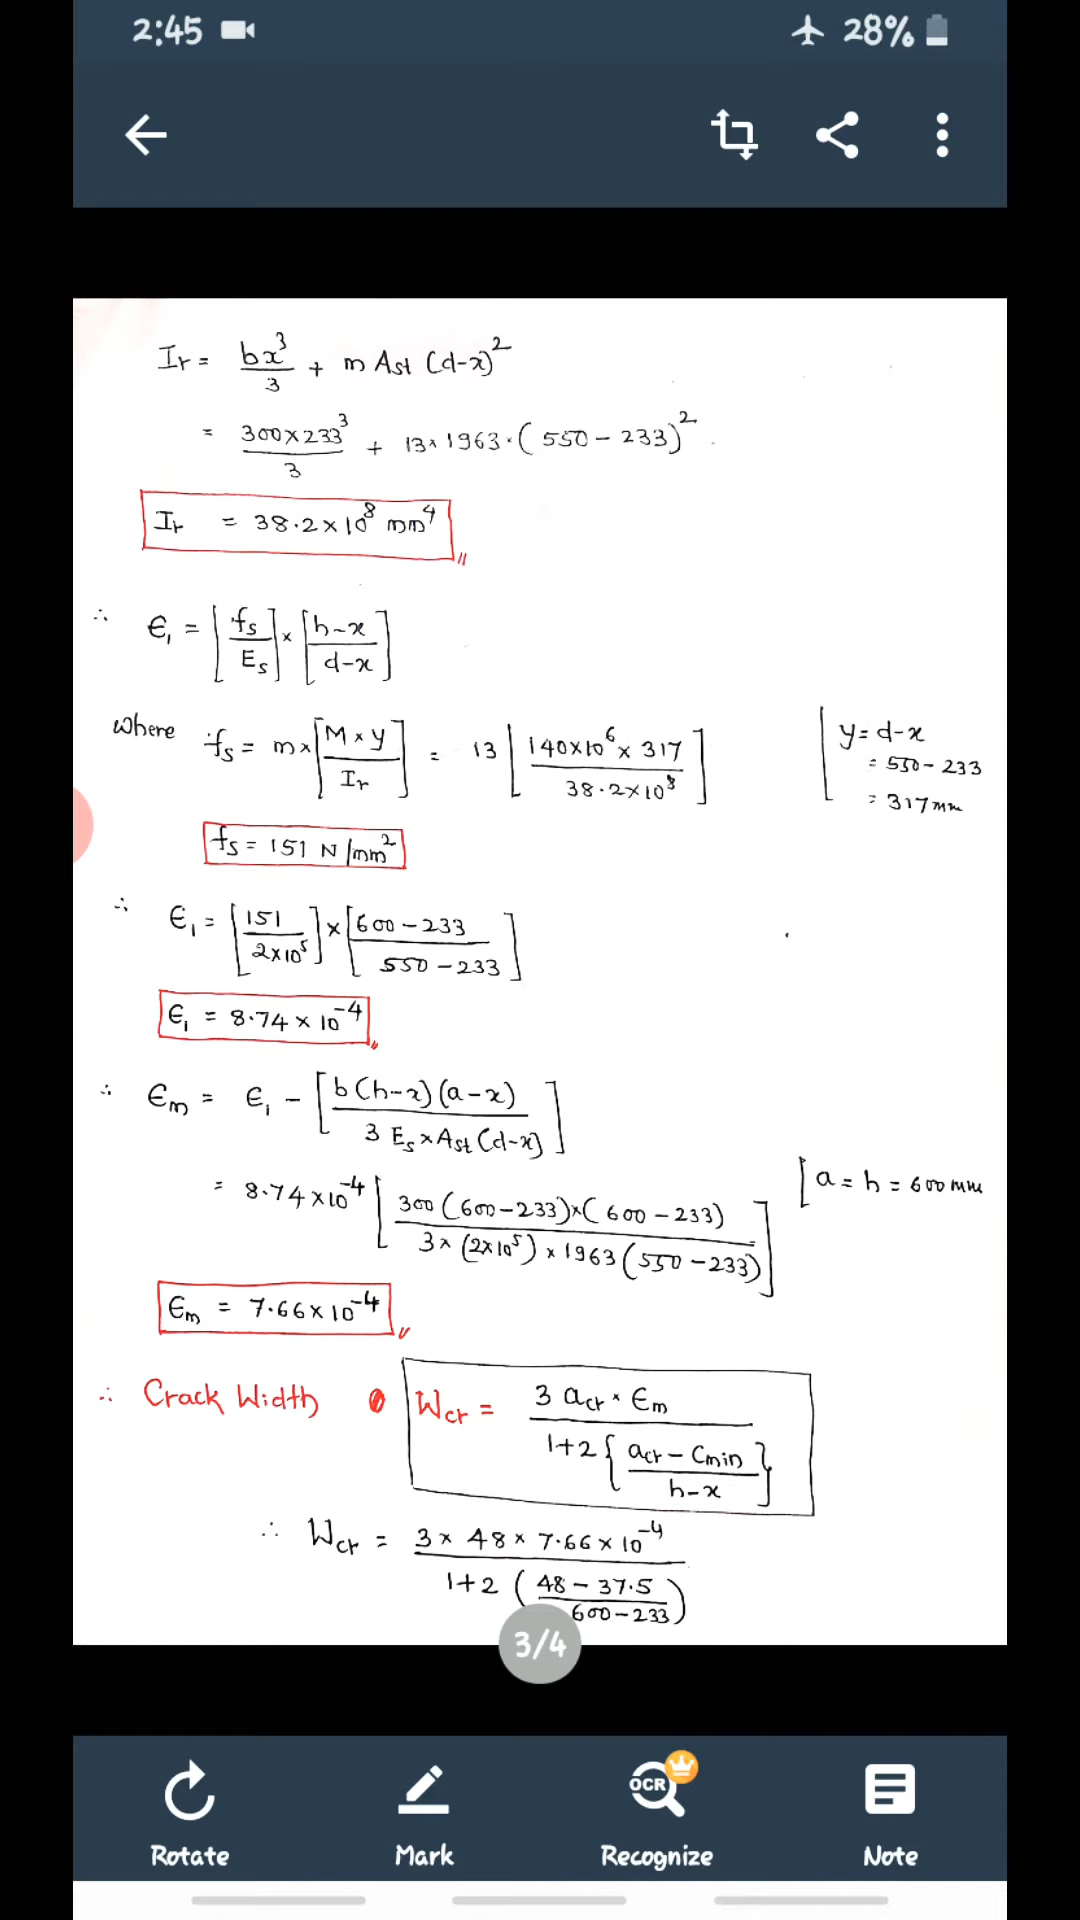 2:45 28%
Ir = bx³/3 + m Ast (d-x)²
= 300×233³/3 + 13×1963×(550-233)²
Ir = 38.2×10⁸ mm⁴
∴ ϵ₁ = [fs/Es] × [h-x/d-x]
where fs = m×[M×y/Ir] = 13 [140×10⁶×317/38.2×10⁸]
[y = d-x
= 550-233
= 317mm
fs = 151 N/mm²
∴ ϵ₁ = [151/2×10⁵] × [600-233/550-233]
ϵ₁ = 8.74 × 10⁻⁴
∴ ϵm = ϵ₁ - [b(h-x)(a-x)/3 Es×Ast (d-x)]
= 8.74×10⁻⁴ [300 (600-233)×(600-233)/3×(2×10⁵)×1963(550-233)] [a = h = 600mm
ϵm = 7.66×10⁻⁴
∴ Crack Width Wcr = 3 acr × ϵm/1+2{acr - Cmin/h-x}
∴ Wcr = 3× 48× 7.66×10⁻⁴/1+2 (48-37.5/600-233)
3/4
Rotate Mark Recognize Note
OCR